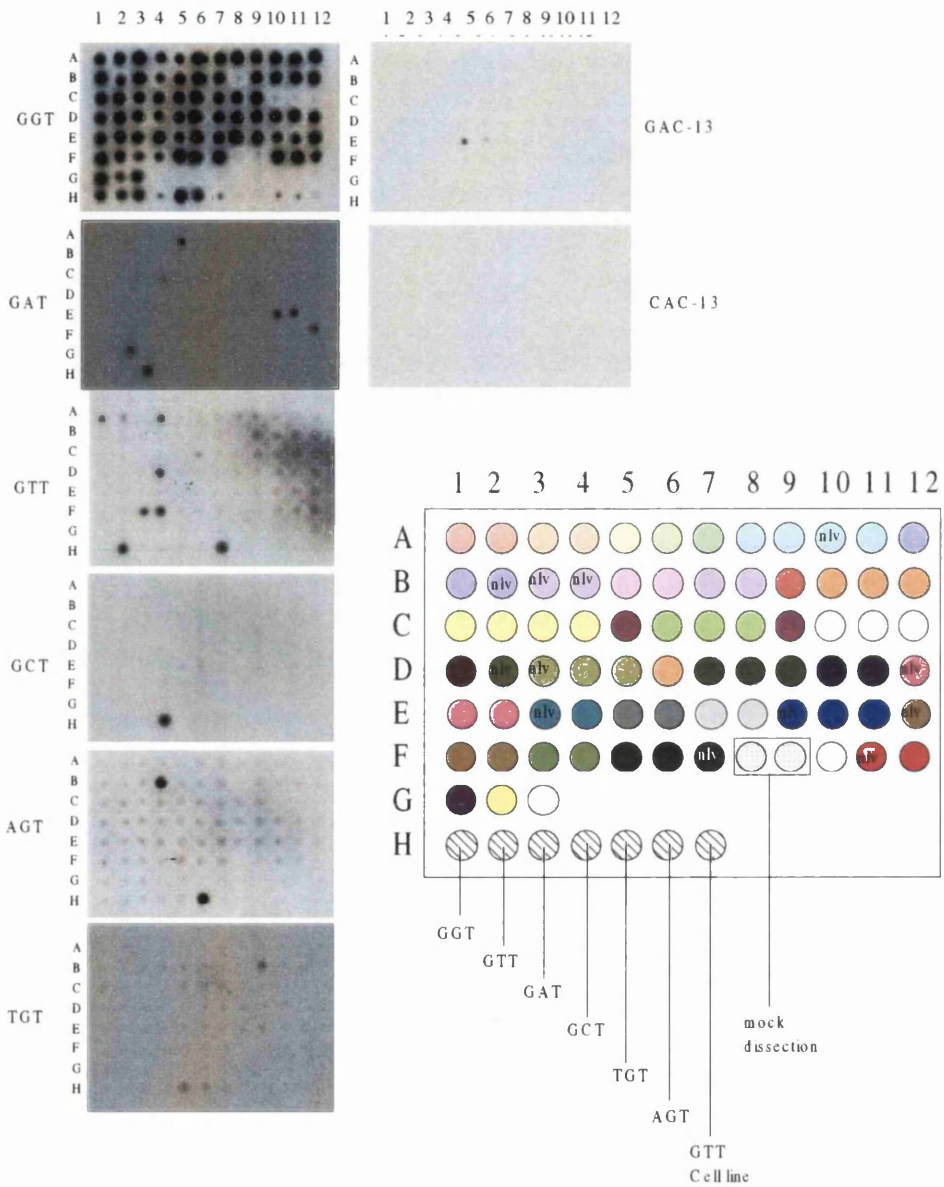 1 2 3 4 5 6 7 8 9 10 11 12
A
B
C
D
E
F
G
H
GGT
1 2 3 4 5 6 7 8 9 10 11 12
A
B
C
D
E
F
G
H
GAC-13
A
B
C
D
E
F
G
H
GAT
CAC-13
A
B
C
D
E
F
G
H
GTT
A
B
C
D
E
F
G
H
GCT
A
B
C
D
E
F
G
H
AGT
A
B
C
D
E
F
G
H
TGT
1 2 3 4 5 6 7 8 9 10 11 12
A nlv
B nlv nlv nlv
C
D nlv nlv nlv
E nlv nlv nlv
F nlv nlv
G
H
GGT
GTT
GAT
GCT
TGT
AGT
GTT
Cell line
mock
dissection